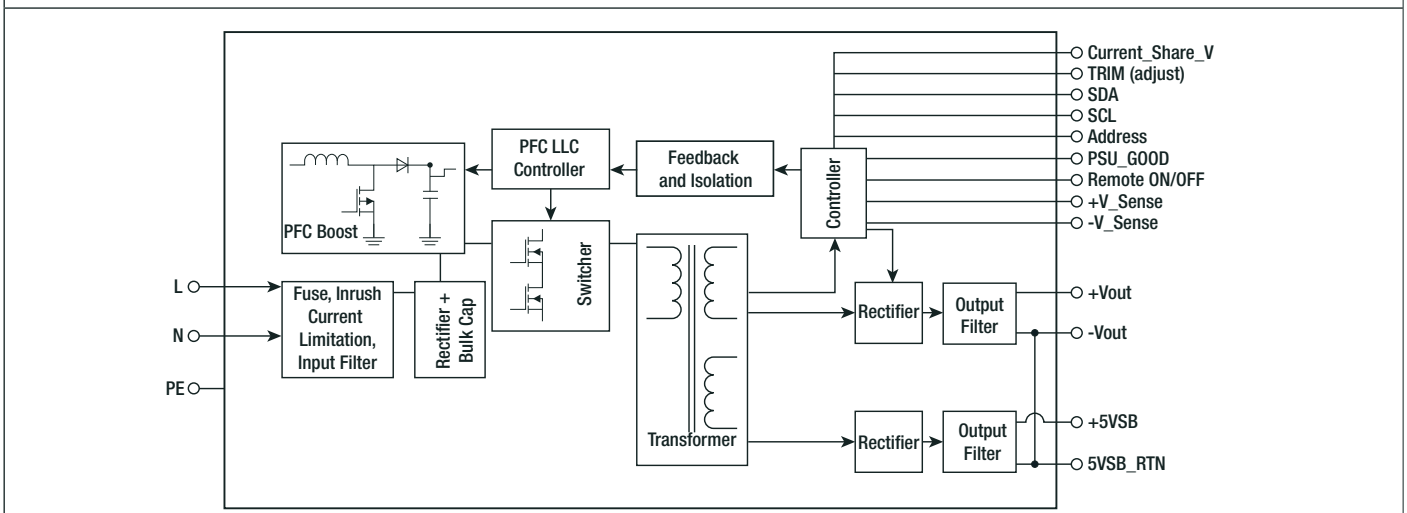 Current_Share_V
TRIM (adjust)
SDA
SCL
Address
PSU_GOOD
Remote ON/OFF
+V_Sense
-V_Sense
PFC LLC
Controller
Feedback
and Isolation
Controller
PFC Boost
Switcher
L
N
PE
Fuse, Inrush
Current
Limitation,
Input Filter
Rectifier +
Bulk Cap
Transformer
Rectifier
Output
Filter
+Vout
-Vout
Rectifier
Output
Filter
+5VSB
5VSB_RTN